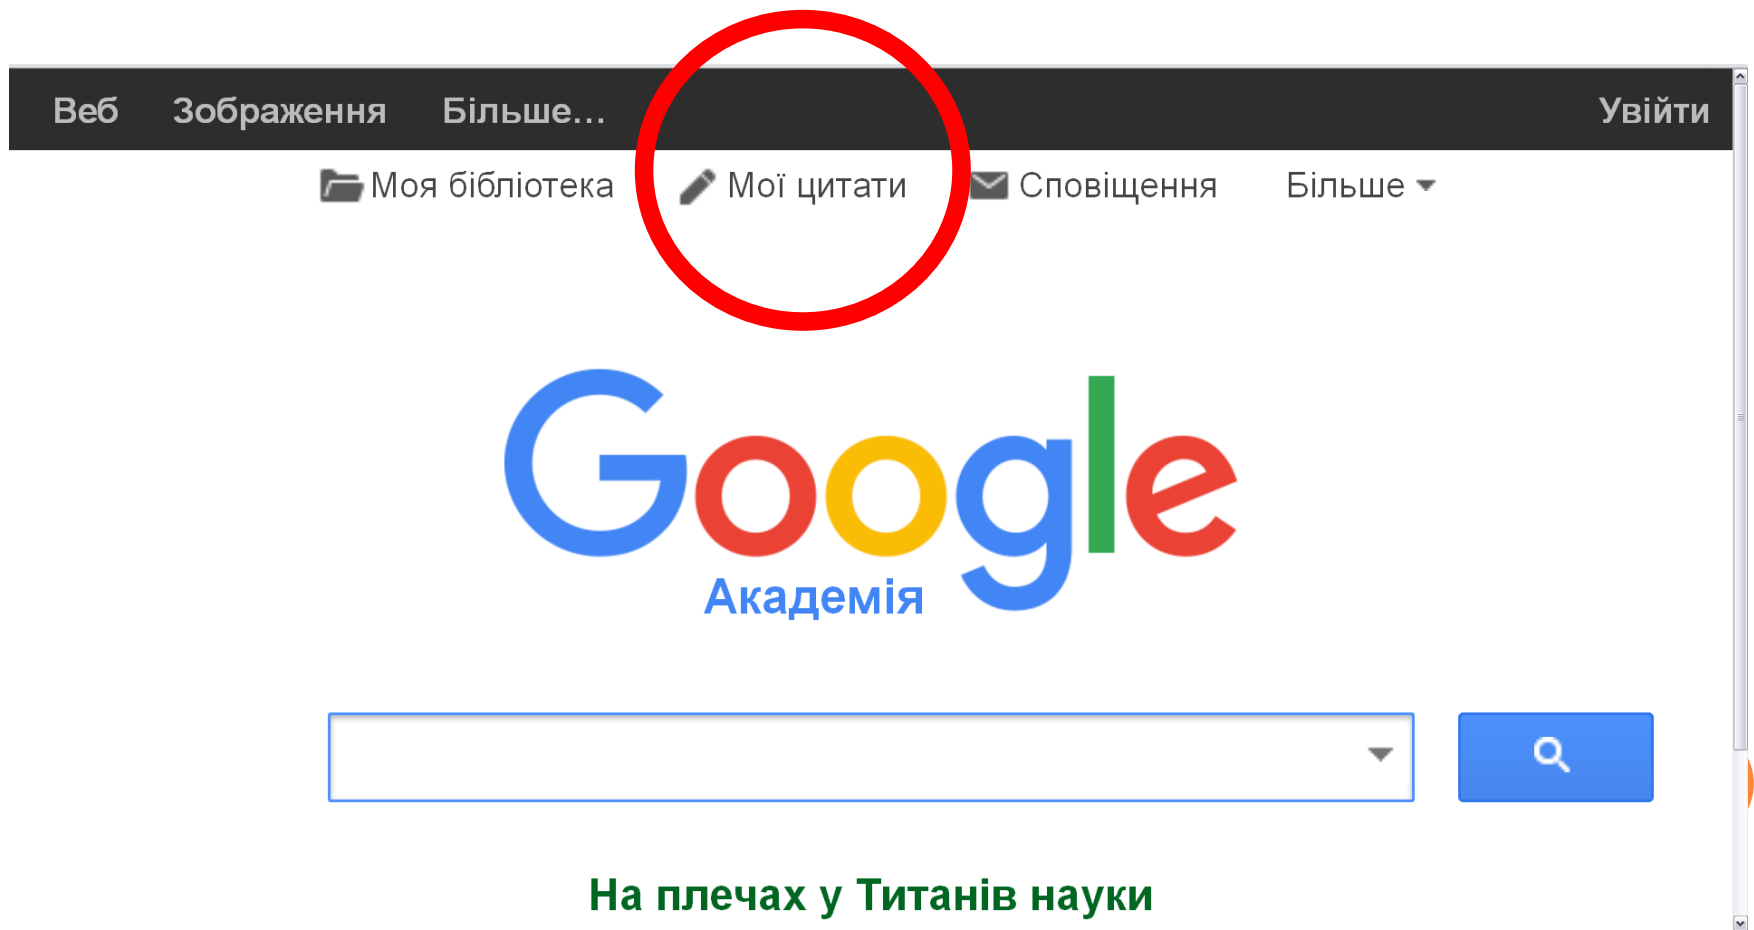 Веб Зображення Більше... Увійти
Моя бібліотека Мої цитати Сповіщення Більше
Google
Академія
На плечах у Титанів науки